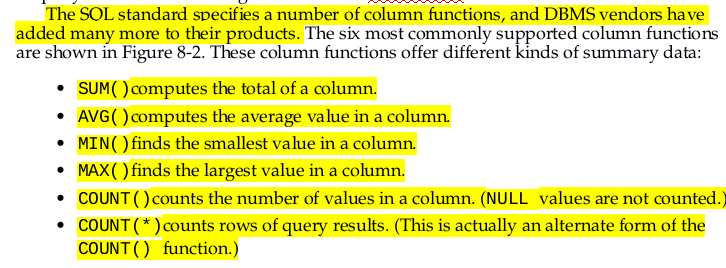 The SQL standard specifies a number of column functions, and DBMS vendors have
added many more to their products. The six most commonly supported column functions
are shown in Figure 8-2. These column functions offer different kinds of summary data:
• SUM()computes the total of a column.
• AVG()computes the average value in a column.
• MIN()finds the smallest value in a column.
• MAX()finds the largest value in a column.
• COUNT()counts the number of values in a column. (NULL values are not counted.)
• COUNT(*)counts rows of query results. (This is actually an alternate form of the
COUNT() function.)